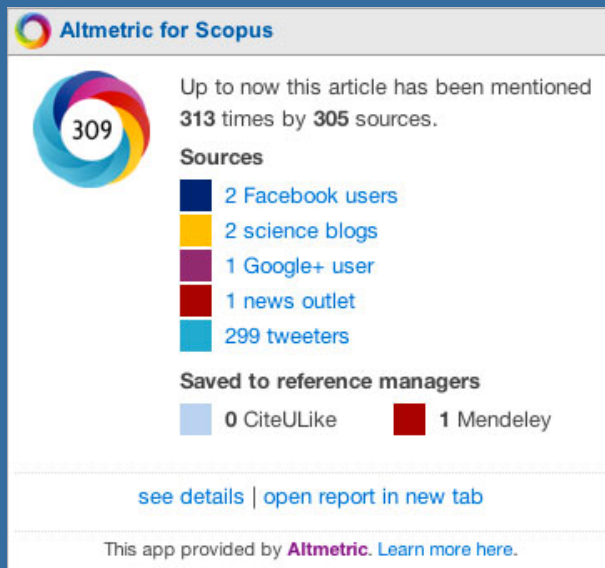 Altmetric for Scopus
309
Up to now this article has been mentioned
313 times by 305 sources.
Sources
2 Facebook users
2 science blogs
1 Google+ user
1 news outlet
299 tweeters
Saved to reference managers
0 CiteULike 1 Mendeley
see details | open report in new tab
This app provided by Altmetric. Learn more here.